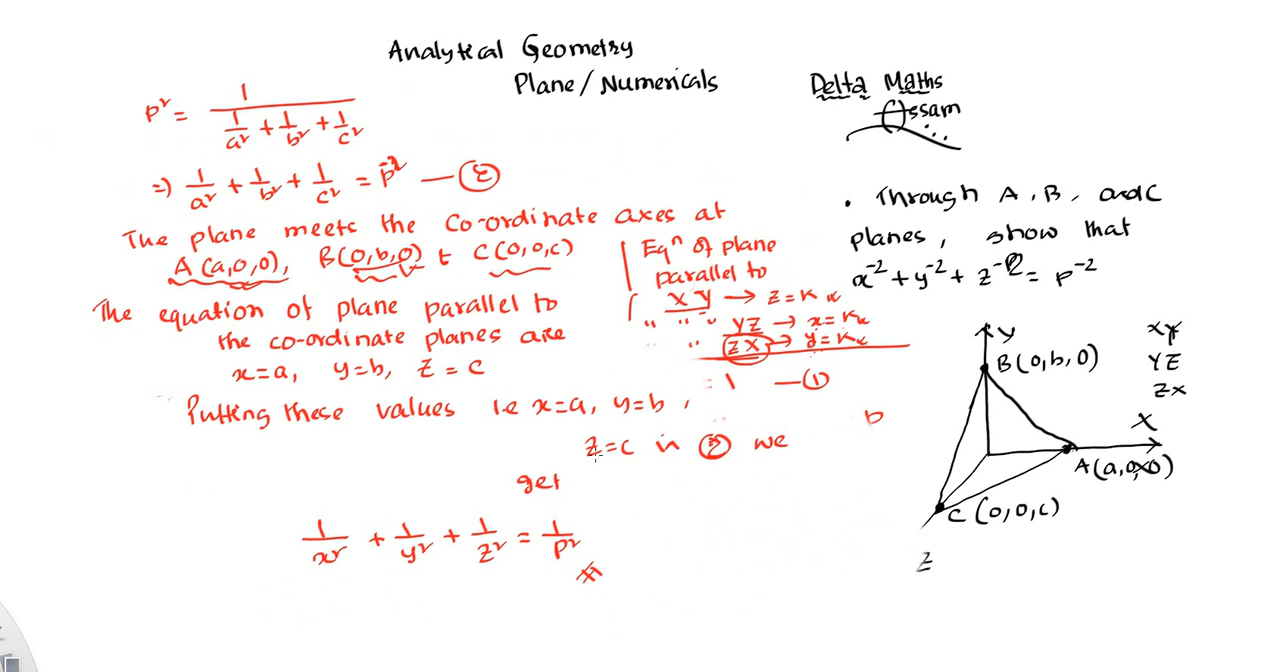 Analytical Geometry
Plane / Numericals
Delta Maths
Assam
p² = 1 / (1/a² + 1/b² + 1/c²)
=) 1/a² + 1/b² + 1/c² = p⁻² — ②
The plane meets the Co-ordinate axes at
A (a,0,0), B(0,b,0) & C(0,0,c)
The equation of plane parallel to
the co-ordinate planes are
x=a, y=b, z=c
Eqⁿ of plane
parallel to
XY → z=K
" " " YZ → x=K
" ZX → y=K
= 1 — ①
Putting these values i.e x=a, y=b,
z=c in ② we
get
1/x² + 1/y² + 1/z² = 1/p²
b
. Through A, B, and C
planes, show that
x⁻² + y⁻² + z⁻² = p⁻²
Y
B(0,b,0)
X
A(a,0,0)
C (0,0,c)
Z
XY
YZ
ZX